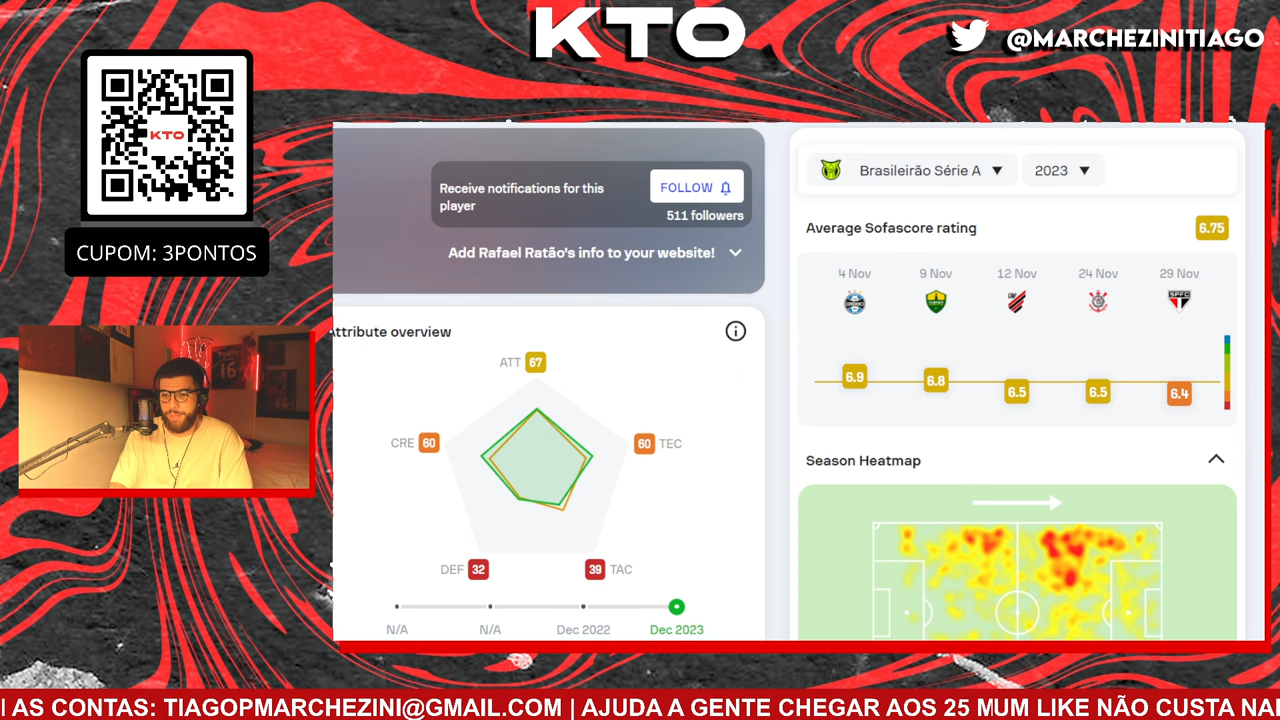 KTO
@MARCHEZINITIAGO
KTO
CUPOM: 3PONTOS
Receive notifications for this
player
FOLLOW
511 followers
Add Rafael Ratão's info to your website!
Attribute overview
ATT 67
CRE 60
60 TEC
DEF 32
39 TAC
N/A
N/A
Dec 2022
Dec 2023
Brasileirão Série A
2023
Average Sofascore rating
6.75
4 Nov
9 Nov
12 Nov
24 Nov
29 Nov
SPFC
6.9
6.8
6.5
6.5
6.4
Season Heatmap
I AS CONTAS: TIAGOPMARCHEZINI@GMAIL.COM | AJUDA A GENTE CHEGAR AOS 25 MUM LIKE NÃO CUSTA NA